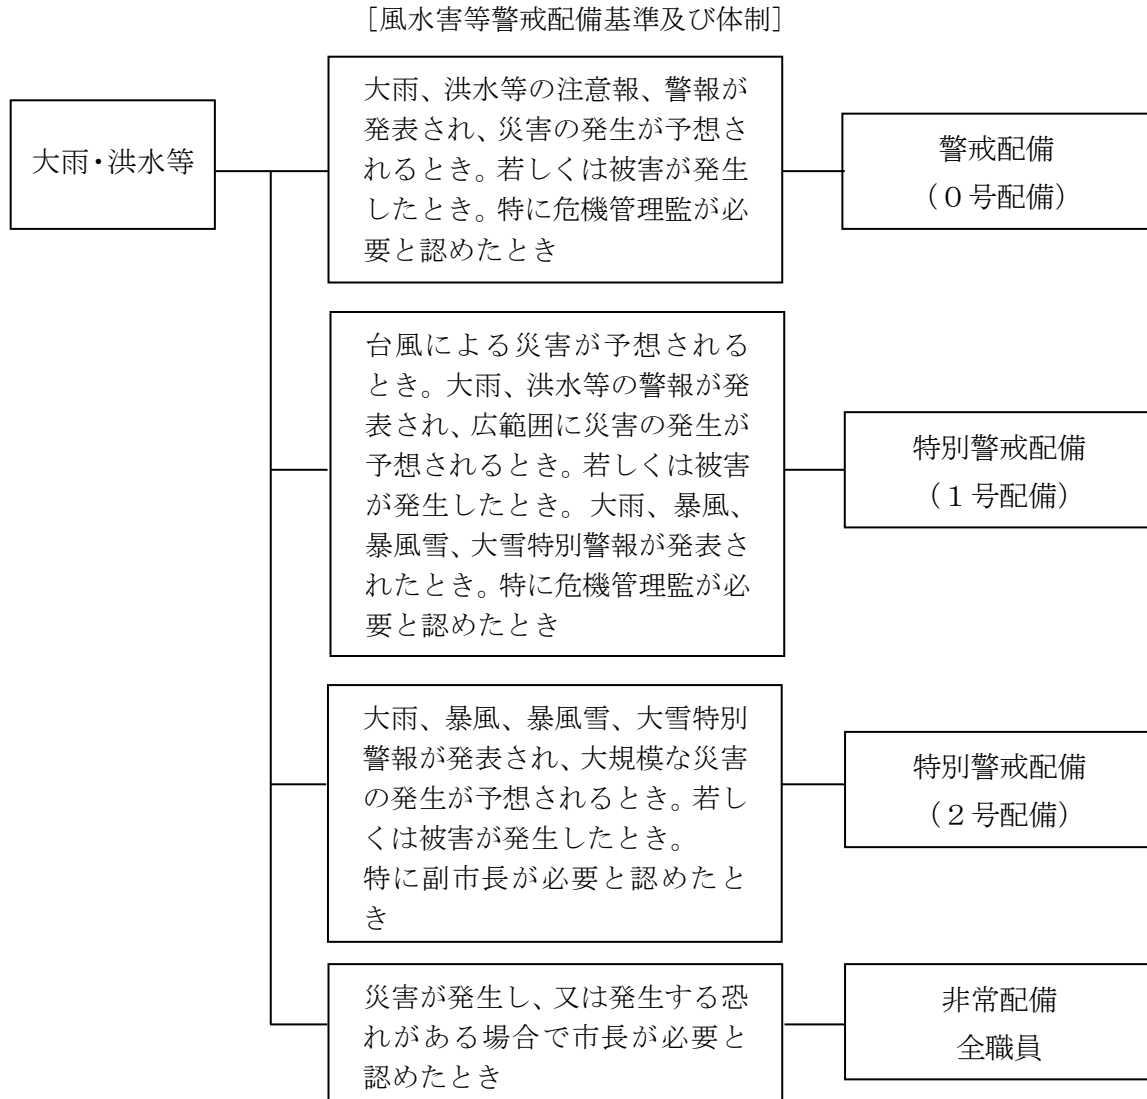 ［風水害等警戒配備基準及び体制］
大雨・洪水等
大雨、洪水等の注意報、警報が
発表され、災害の発生が予想さ
れるとき。若しくは被害が発生
したとき。特に危機管理監が必
要と認めたとき
警戒配備
（０号配備）
台風による災害が予想される
とき。大雨、洪水等の警報が発
表され、広範囲に災害の発生が
予想されるとき。若しくは被害
が発生したとき。大雨、暴風、
暴風雪、大雪特別警報が発表さ
れたとき。特に危機管理監が必
要と認めたとき
特別警戒配備
（１号配備）
大雨、暴風、暴風雪、大雪特別
警報が発表され、大規模な災害
の発生が予想されるとき。若し
くは被害が発生したとき。
特に副市長が必要と認めたと
き
特別警戒配備
（２号配備）
災害が発生し、又は発生する恐
れがある場合で市長が必要と
認めたとき
非常配備
全職員